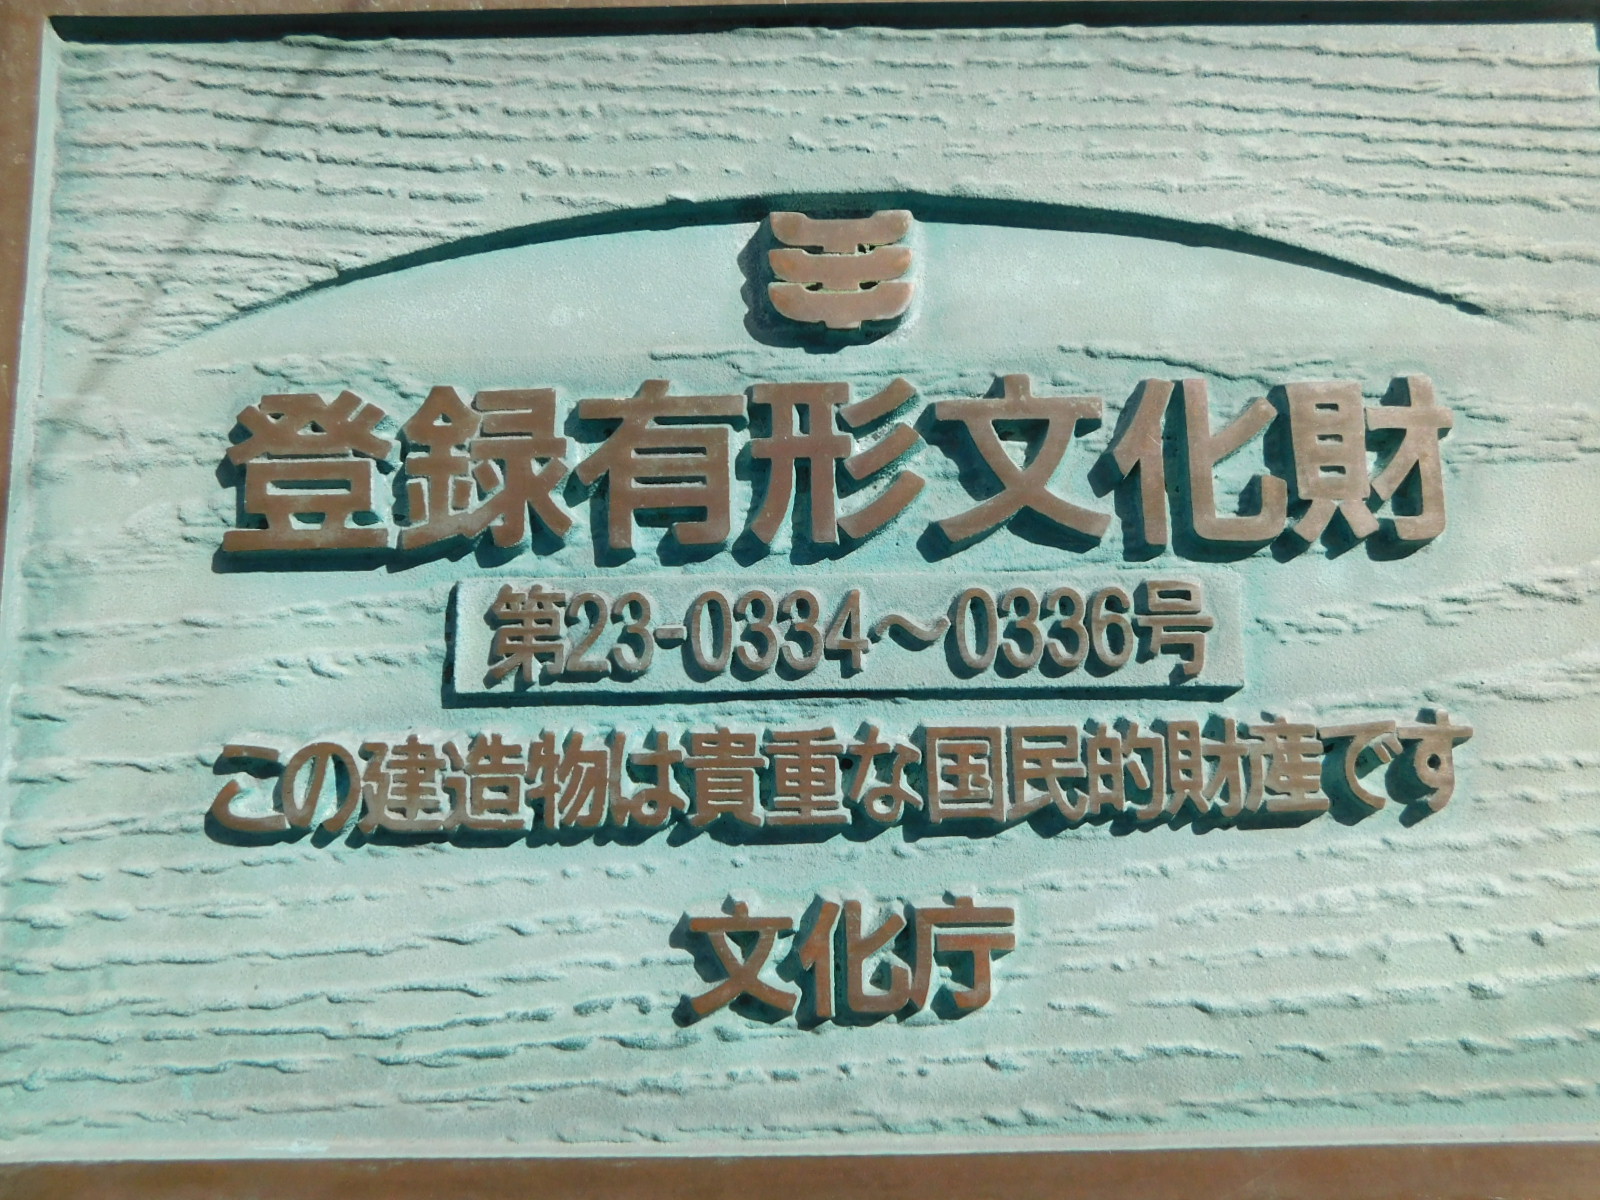 登録有形文化財
第23-0334～0336号
この建造物は貴重な国民的財産です
文化庁